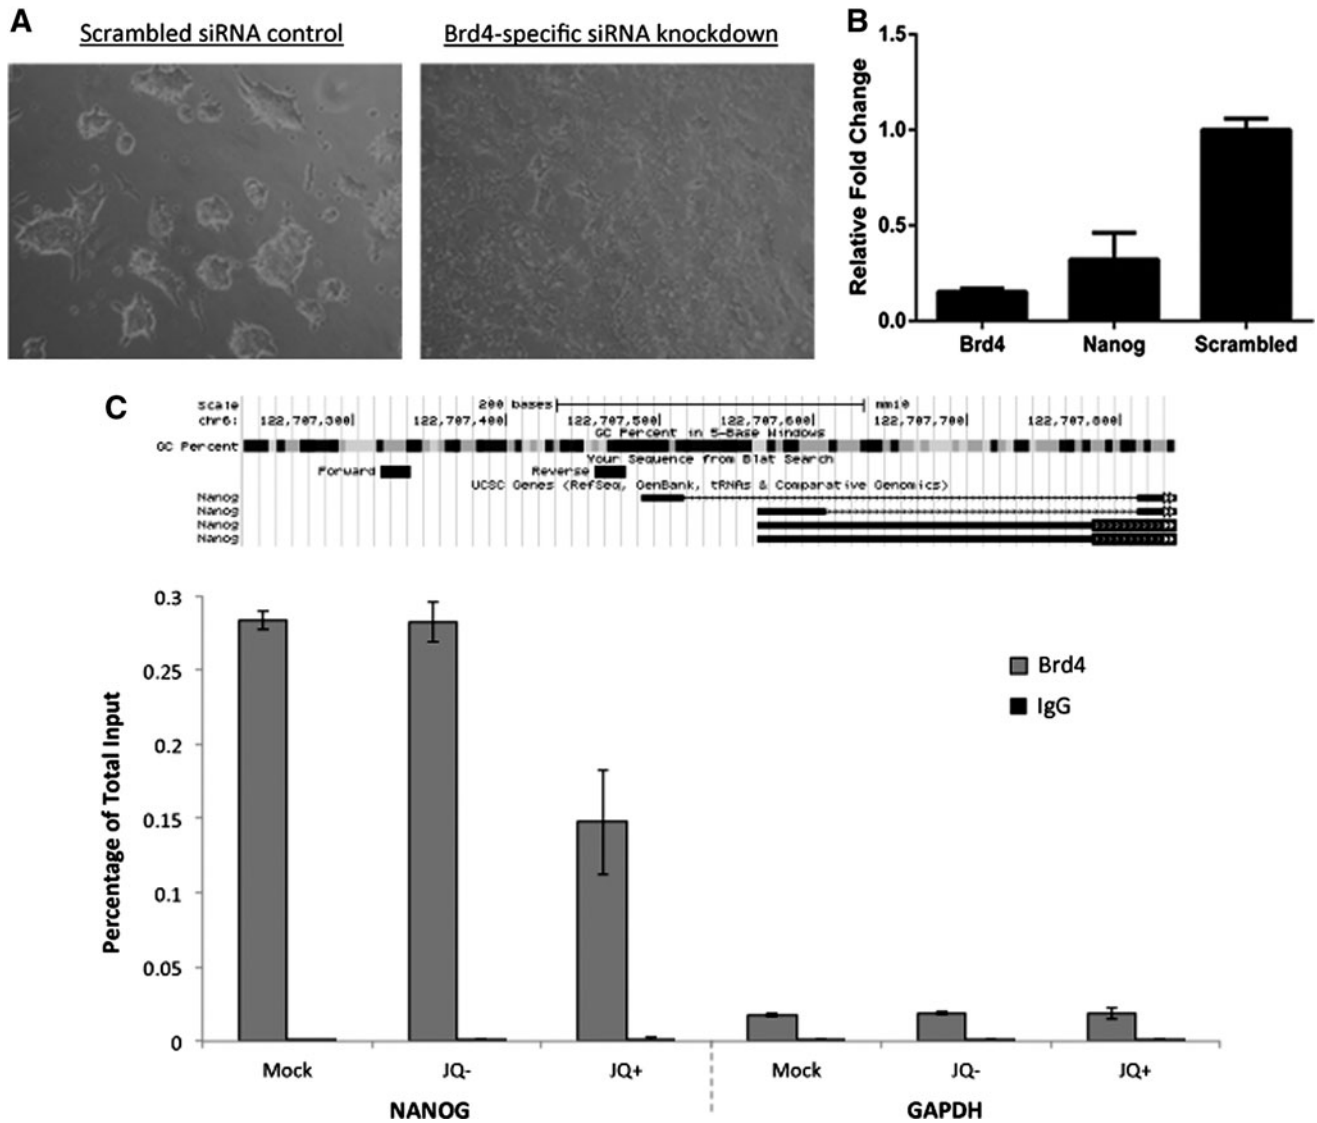 A
Scrambled siRNA control
Brd4-specific siRNA knockdown
B
Relative Fold Change
1.5
1.0
0.5
0.0
Brd4
Nanog
Scrambled
C
Scale
200 bases
mm10
chr6:
122,707,300
122,707,400
122,707,500
122,707,600
122,707,700
122,707,800
GC Percent in 5-Base Windows
GC Percent
Your Sequence from Blat Search
Forward
Reverse
UCSC Genes (RefSeq, GenBank, tRNAs & Comparative Genomics)
Nanog
Nanog
Nanog
Nanog
Percentage of Total Input
0.3
0.25
0.2
0.15
0.1
0.05
0
Brd4
IgG
Mock
JQ-
JQ+
Mock
JQ-
JQ+
NANOG
GAPDH